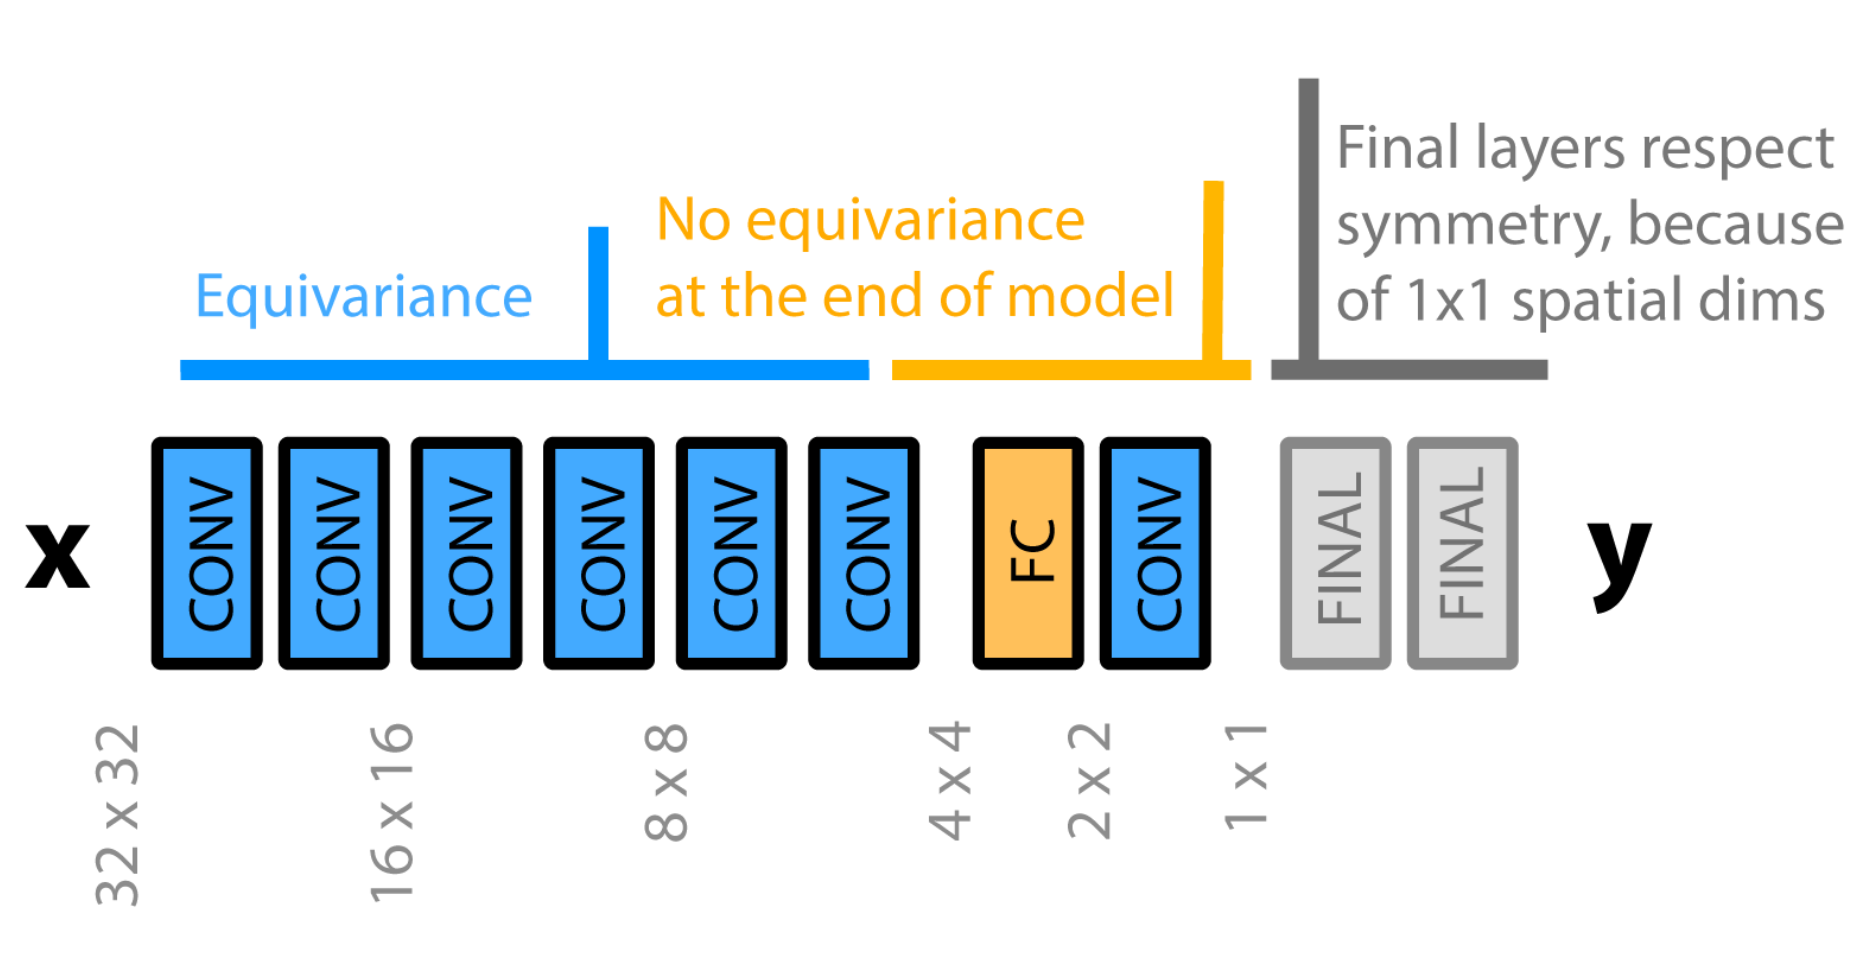 Equivariance
No equivariance
at the end of model
Final layers respect
symmetry, because
of 1x1 spatial dims
x
CONV
CONV
CONV
CONV
CONV
CONV
FC
CONV
FINAL
FINAL
y
32 x 32
16 x 16
8 x 8
4 x 4
2 x 2
1 x 1